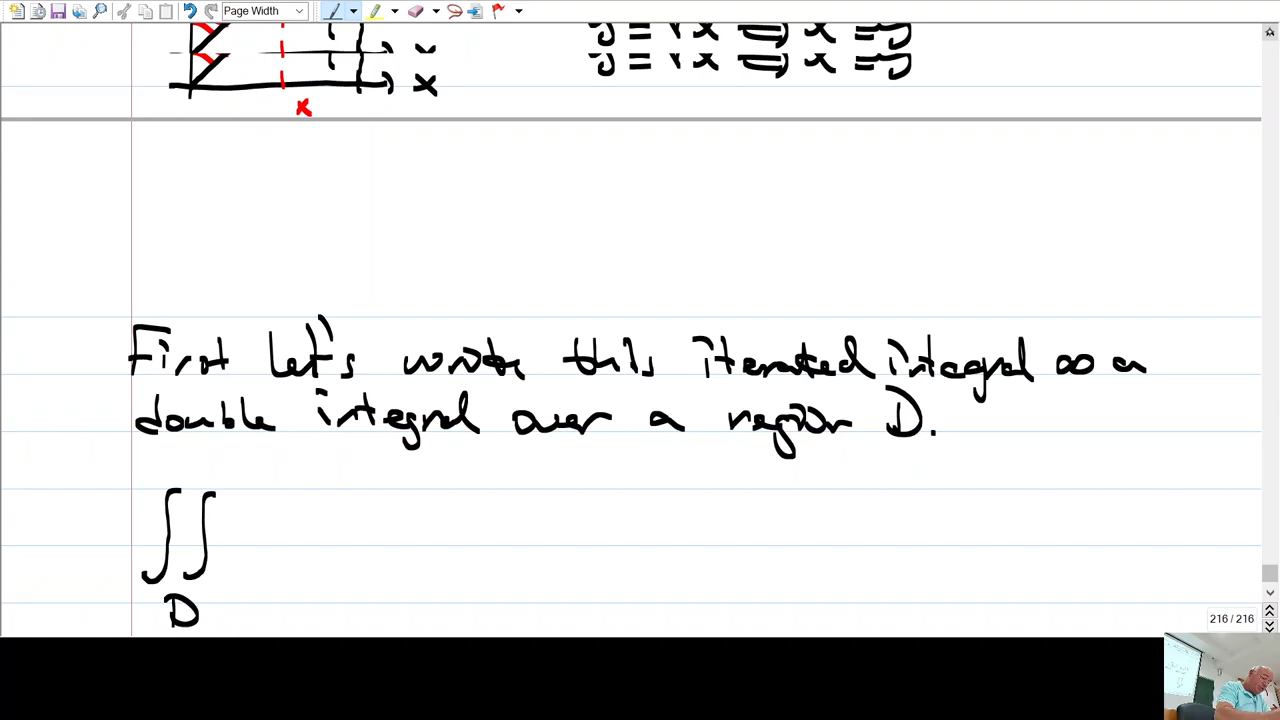 Page Width
x
x
First let's write this iterated integral as a
double integral over a region D.
∬
D
216 / 216